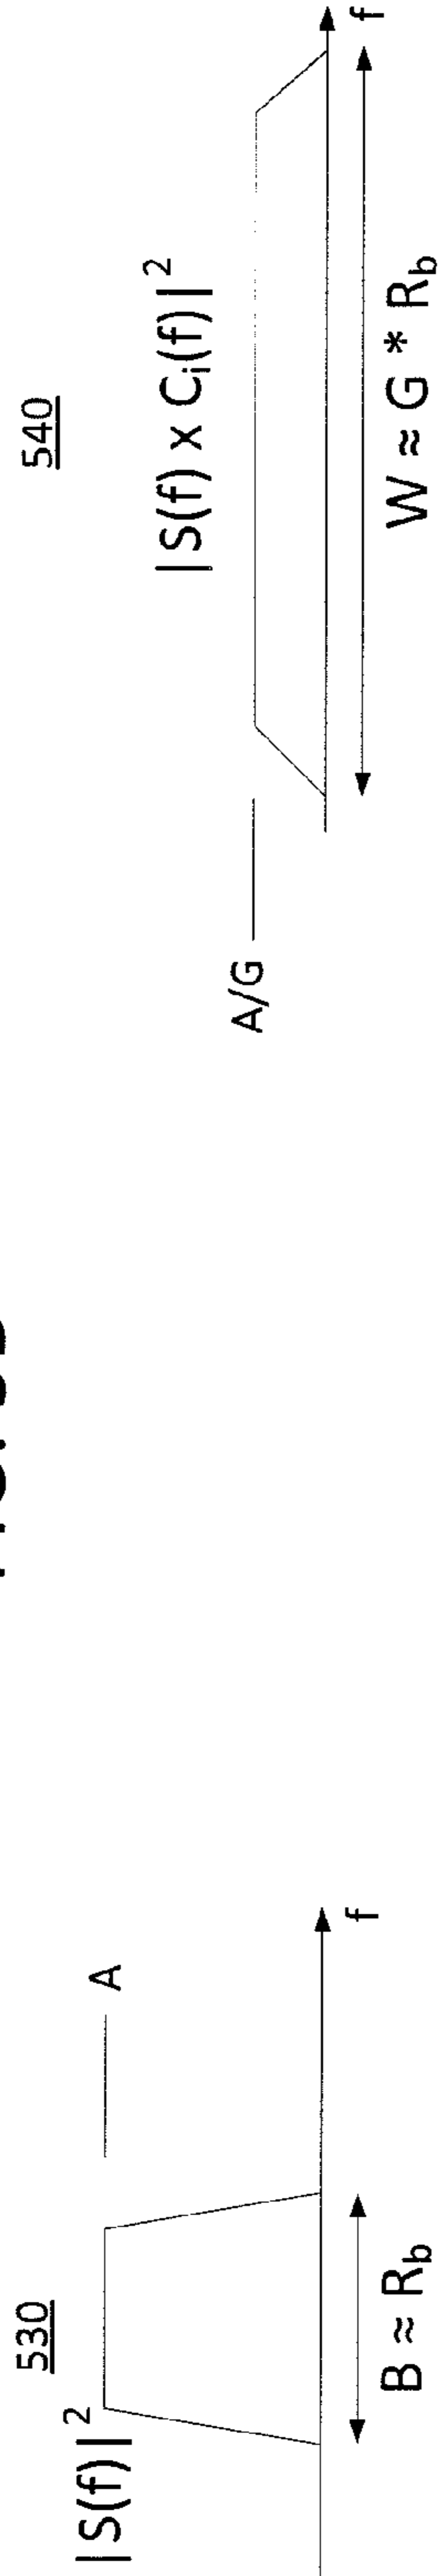 530
|S(f)|²
A
f
B ≈ R_b
540
|S(f) x C_i(f)|²
A/G
f
W ≈ G * R_b